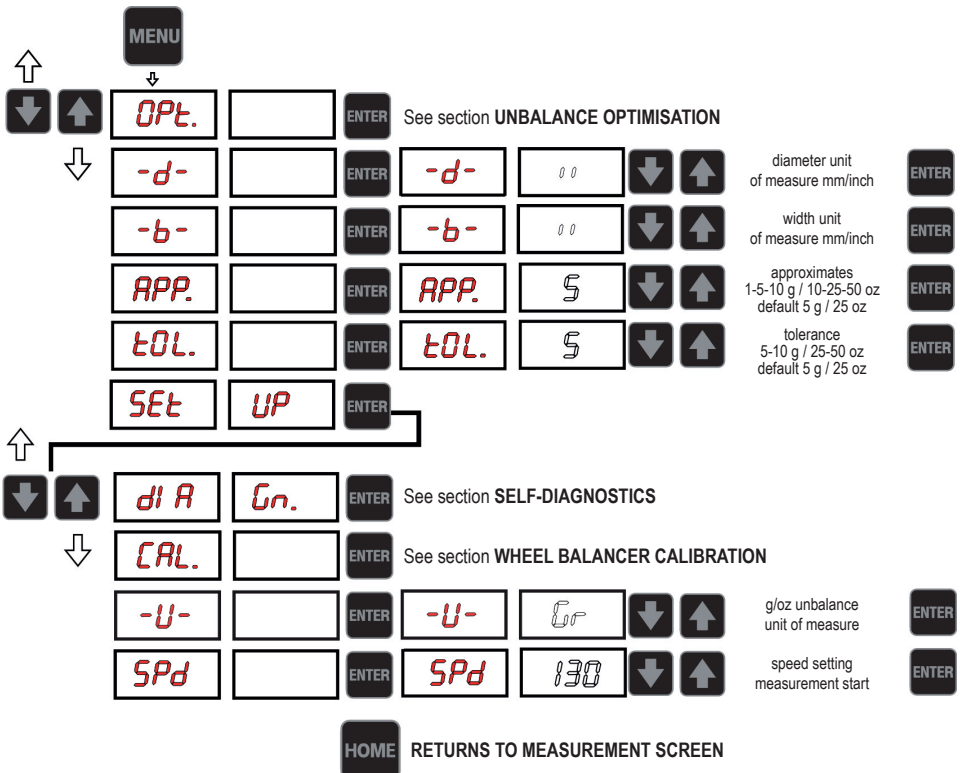 MENU
OPt. ENTER See section UNBALANCE OPTIMISATION
-d- ENTER -d- '' diameter unit of measure mm/inch ENTER
-b- ENTER -b- '' width unit of measure mm/inch ENTER
APP. ENTER APP. 5 approximates 1-5-10 g / 10-25-50 oz default 5 g / 25 oz ENTER
tOL. ENTER tOL. 5 tolerance 5-10 g / 25-50 oz default 5 g / 25 oz ENTER
SEt UP ENTER
dI A Gn. ENTER See section SELF-DIAGNOSTICS
CAL. ENTER See section WHEEL BALANCER CALIBRATION
-U- ENTER -U- Gr g/oz unbalance unit of measure ENTER
SPd ENTER SPd 130 speed setting measurement start ENTER
HOME RETURNS TO MEASUREMENT SCREEN